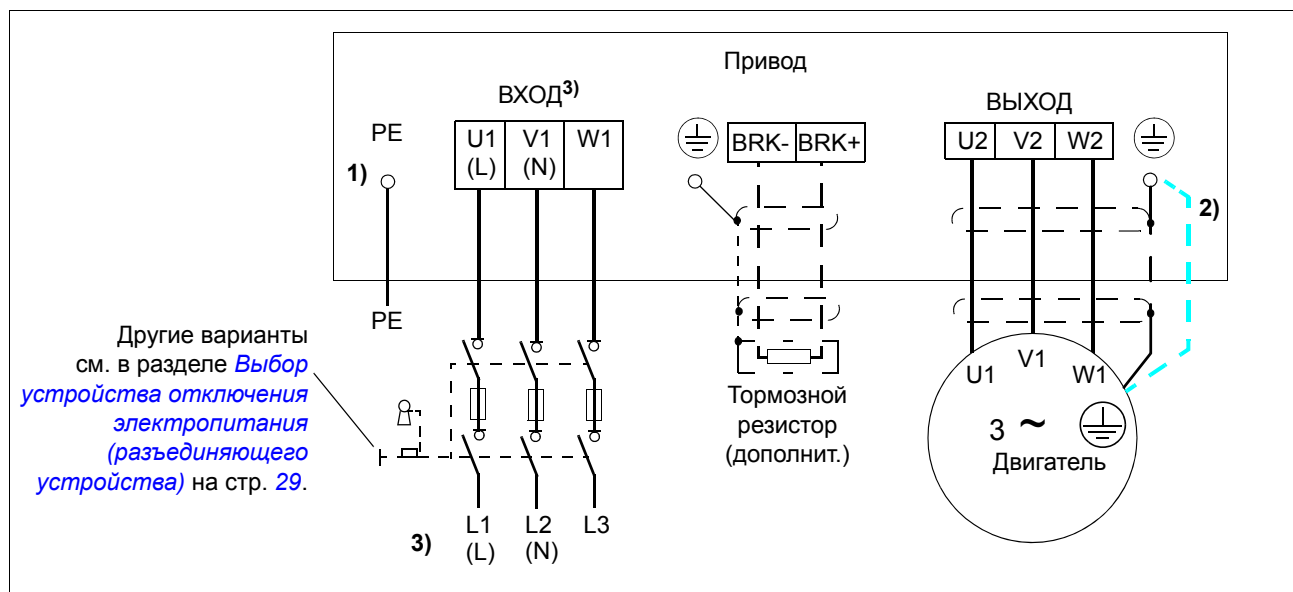 Привод
ВХОД3)
ВЫХОД
PE
U1
(L)
V1
(N)
W1
BRK-
BRK+
U2
V2
W2
1)
2)
PE
Другие варианты
см. в разделе Выбор
устройства отключения
электропитания
(разъединяющего
устройства) на стр. 29.
Тормозной
резистор
(дополнит.)
U1
V1
W1
3 ~
Двигатель
3)
L1
(L)
L2
(N)
L3